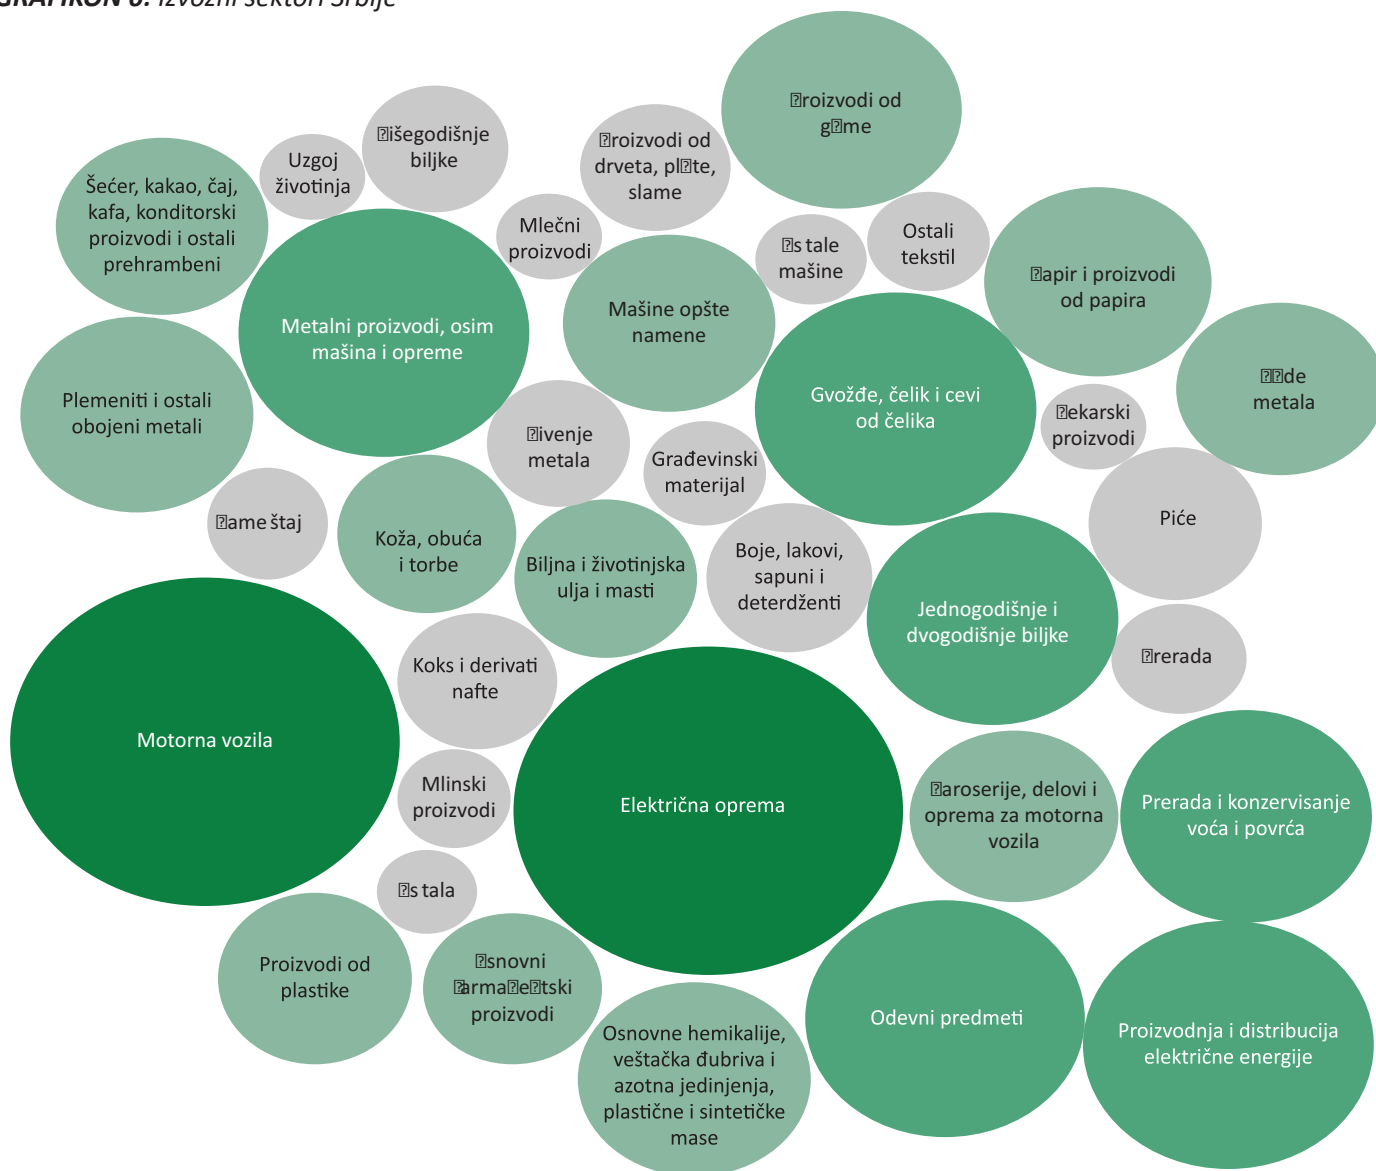 GRAFIKON Izvozni sektori Srbije
⍰roizvodi od
g⍰me
⍰išegodišnje
biljke
⍰roizvodi od
drveta, pl⍰te,
slame
Uzgoj
životinja
Šećer, kakao, čaj,
kafa, konditorski
proizvodi i ostali
prehrambeni
Mlečni
proizvodi
⍰s tale
mašine
Ostali
tekstil
⍰apir i proizvodi
od papira
Metalni proizvodi, osim
mašina i opreme
Mašine opšte
namene
Gvožđe, čelik i cevi
od čelika
⍰⍰de
metala
Plemeniti i ostali
obojeni metali
⍰ivenje
metala
Građevinski
materijal
⍰ekarski
proizvodi
Piće
⍰ame štaj
Koža, obuća
i torbe
Biljna i životinjska
ulja i masti
Boje, lakovi,
sapuni i
deterdženti
Jednogodišnje i
dvogodišnje biljke
⍰rerada
Koks i derivati
nafte
Motorna vozila
Mlinski
proizvodi
Električna oprema
⍰aroserije, delovi i
oprema za motorna
vozila
Prerada i konzervisanje
voća i povrća
⍰s tala
Proizvodi od
plastike
⍰snovni
⍰arma⍰e⍰tski
proizvodi
Osnovne hemikalije,
veštačka đubriva i
azotna jedinjenja,
plastične i sintetičke
mase
Odevni predmeti
Proizvodnja i distribucija
električne energije